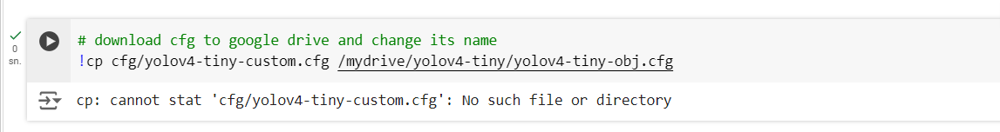 # download cfg to google drive and change its name
!cp cfg/yolov4-tiny-custom.cfg /mydrive/yolov4-tiny/yolov4-tiny-obj.cfg
0
sn.
cp: cannot stat 'cfg/yolov4-tiny-custom.cfg': No such file or directory